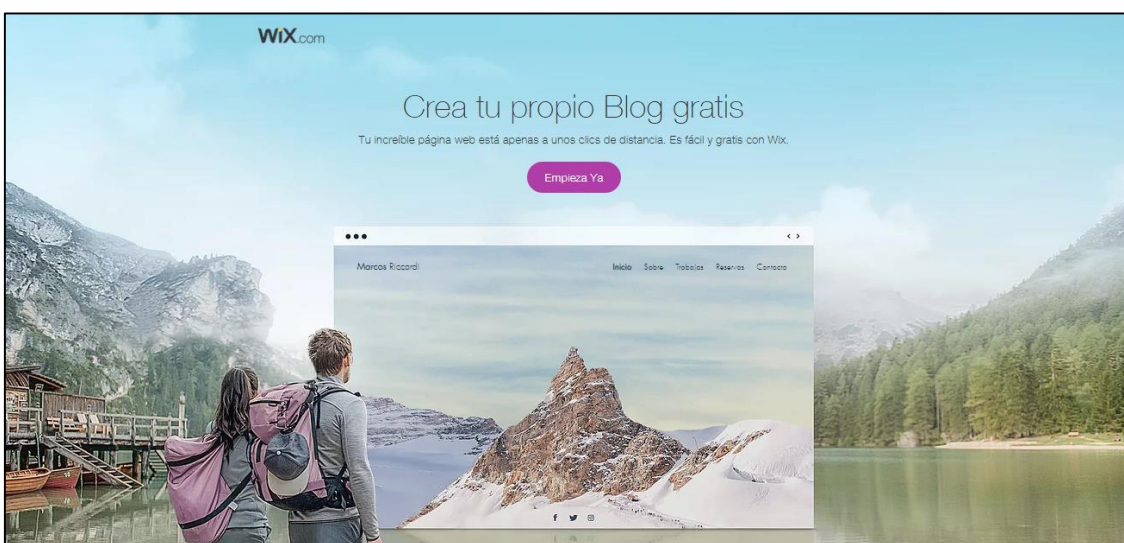 WiX.com
Crea tu propio Blog gratis
Tu increíble página web está apenas a unos clics de distancia. Es fácil y gratis con Wix.
Empieza Ya
Marcos Riccardi Inicio Sobre Trabajos Reservas Contacto